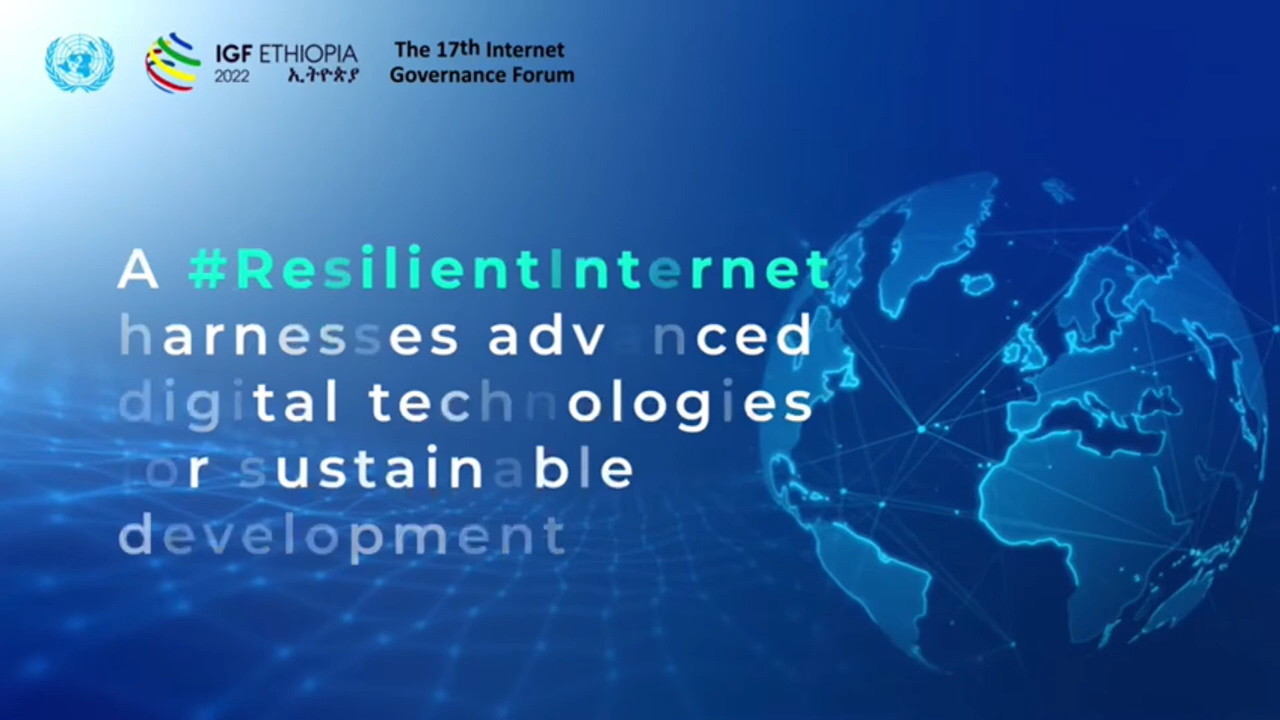 IGF ETHIOPIA
2022 ኢትዮጵያ
The 17th Internet
Governance Forum
A #ResilientInternet
harnesses advanced
digital technologies
for sustainable
development